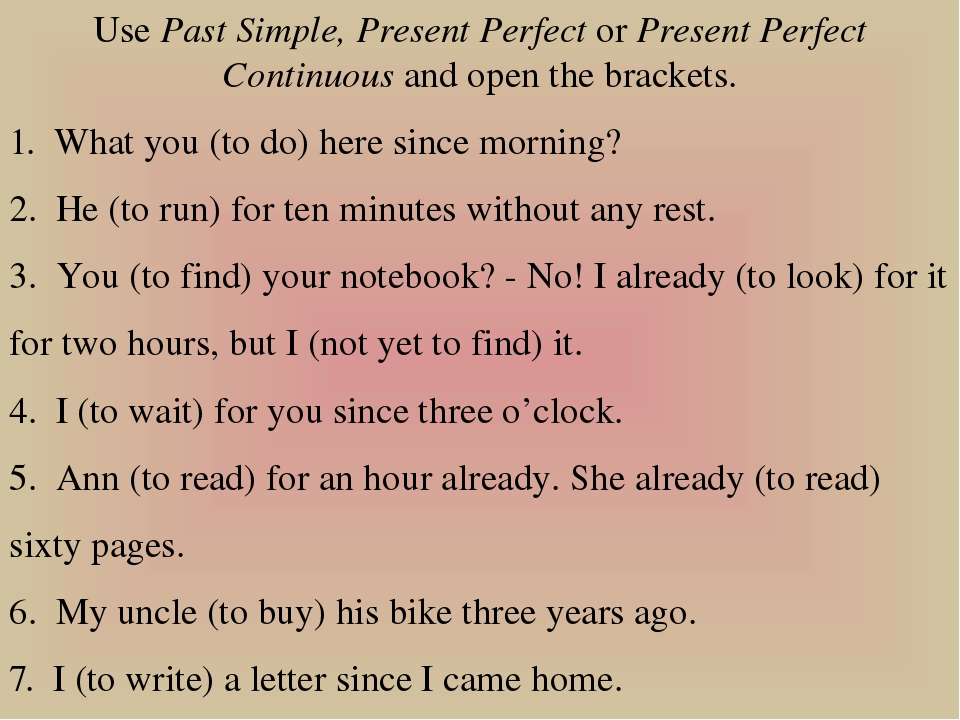 Use Past Simple, Present Perfect or Present Perfect
Continuous and open the brackets.
1. What you (to do) here since morning?
2. He (to run) for ten minutes without any rest.
3. You (to find) your notebook? - No! I already (to look) for it
for two hours, but I (not yet to find) it.
4. I (to wait) for you since three o’clock.
5. Ann (to read) for an hour already. She already (to read)
sixty pages.
6. My uncle (to buy) his bike three years ago.
7. I (to write) a letter since I came home.